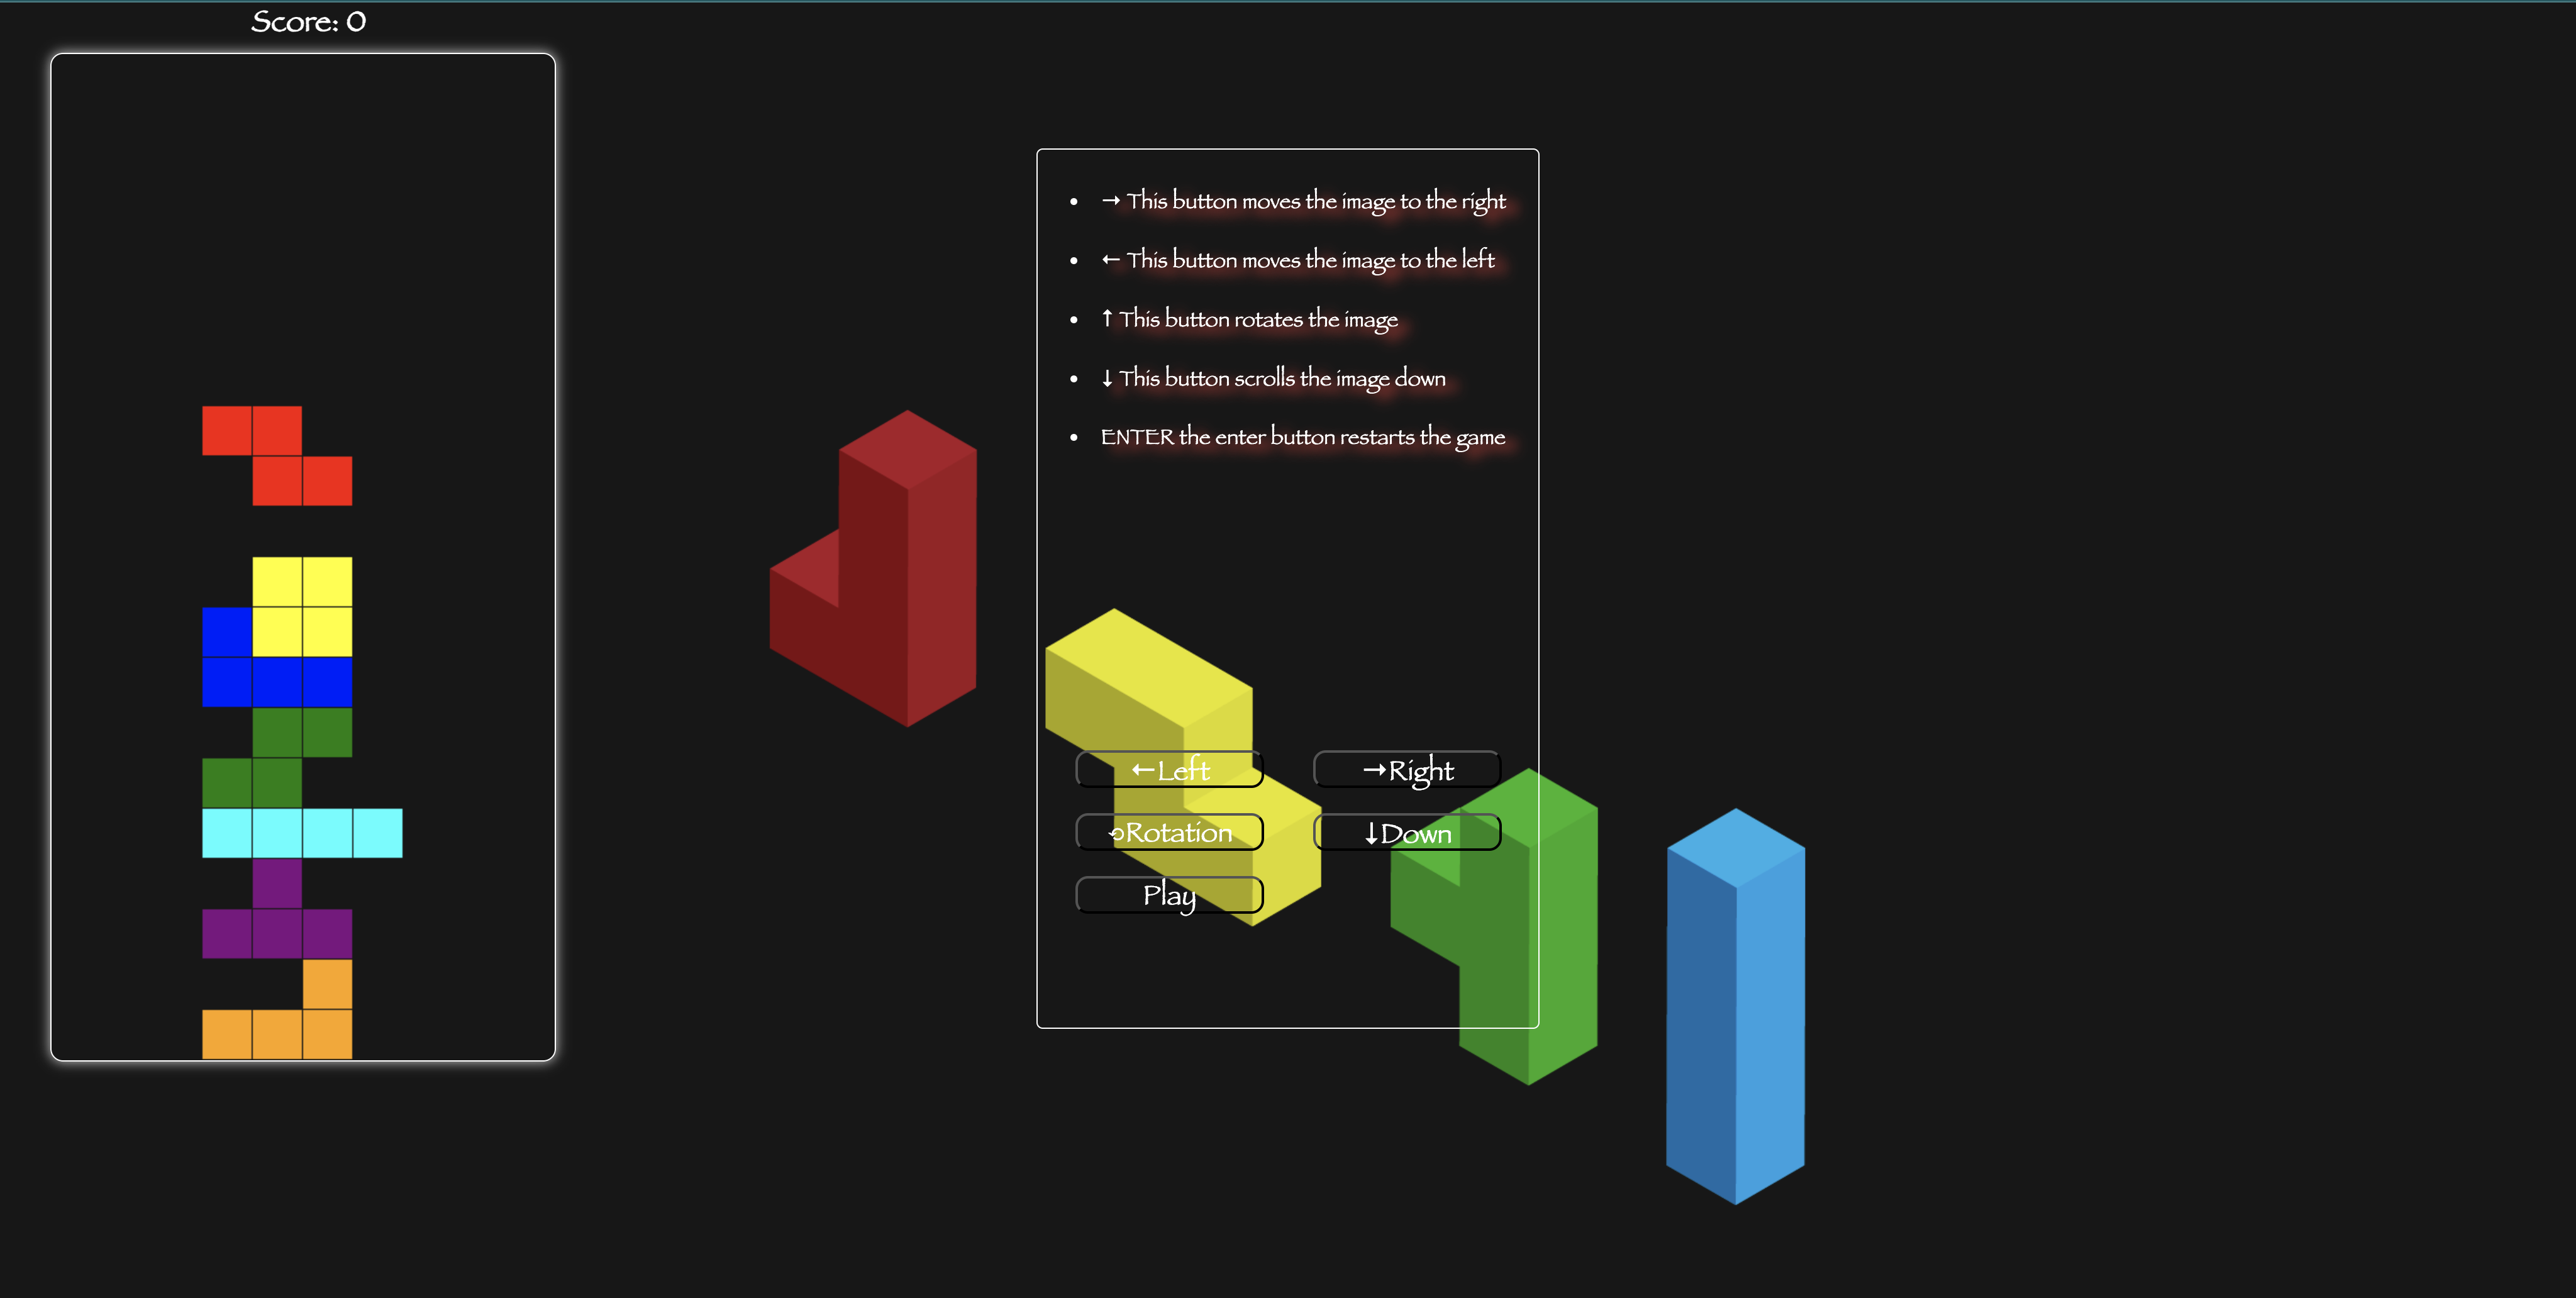 Score: 0
• → This button moves the image to the right
• ← This button moves the image to the left
• ↑ This button rotates the image
• ↓ This button scrolls the image down
• ENTER the enter button restarts the game
←Left →Right
⟲Rotation ↓Down
Play